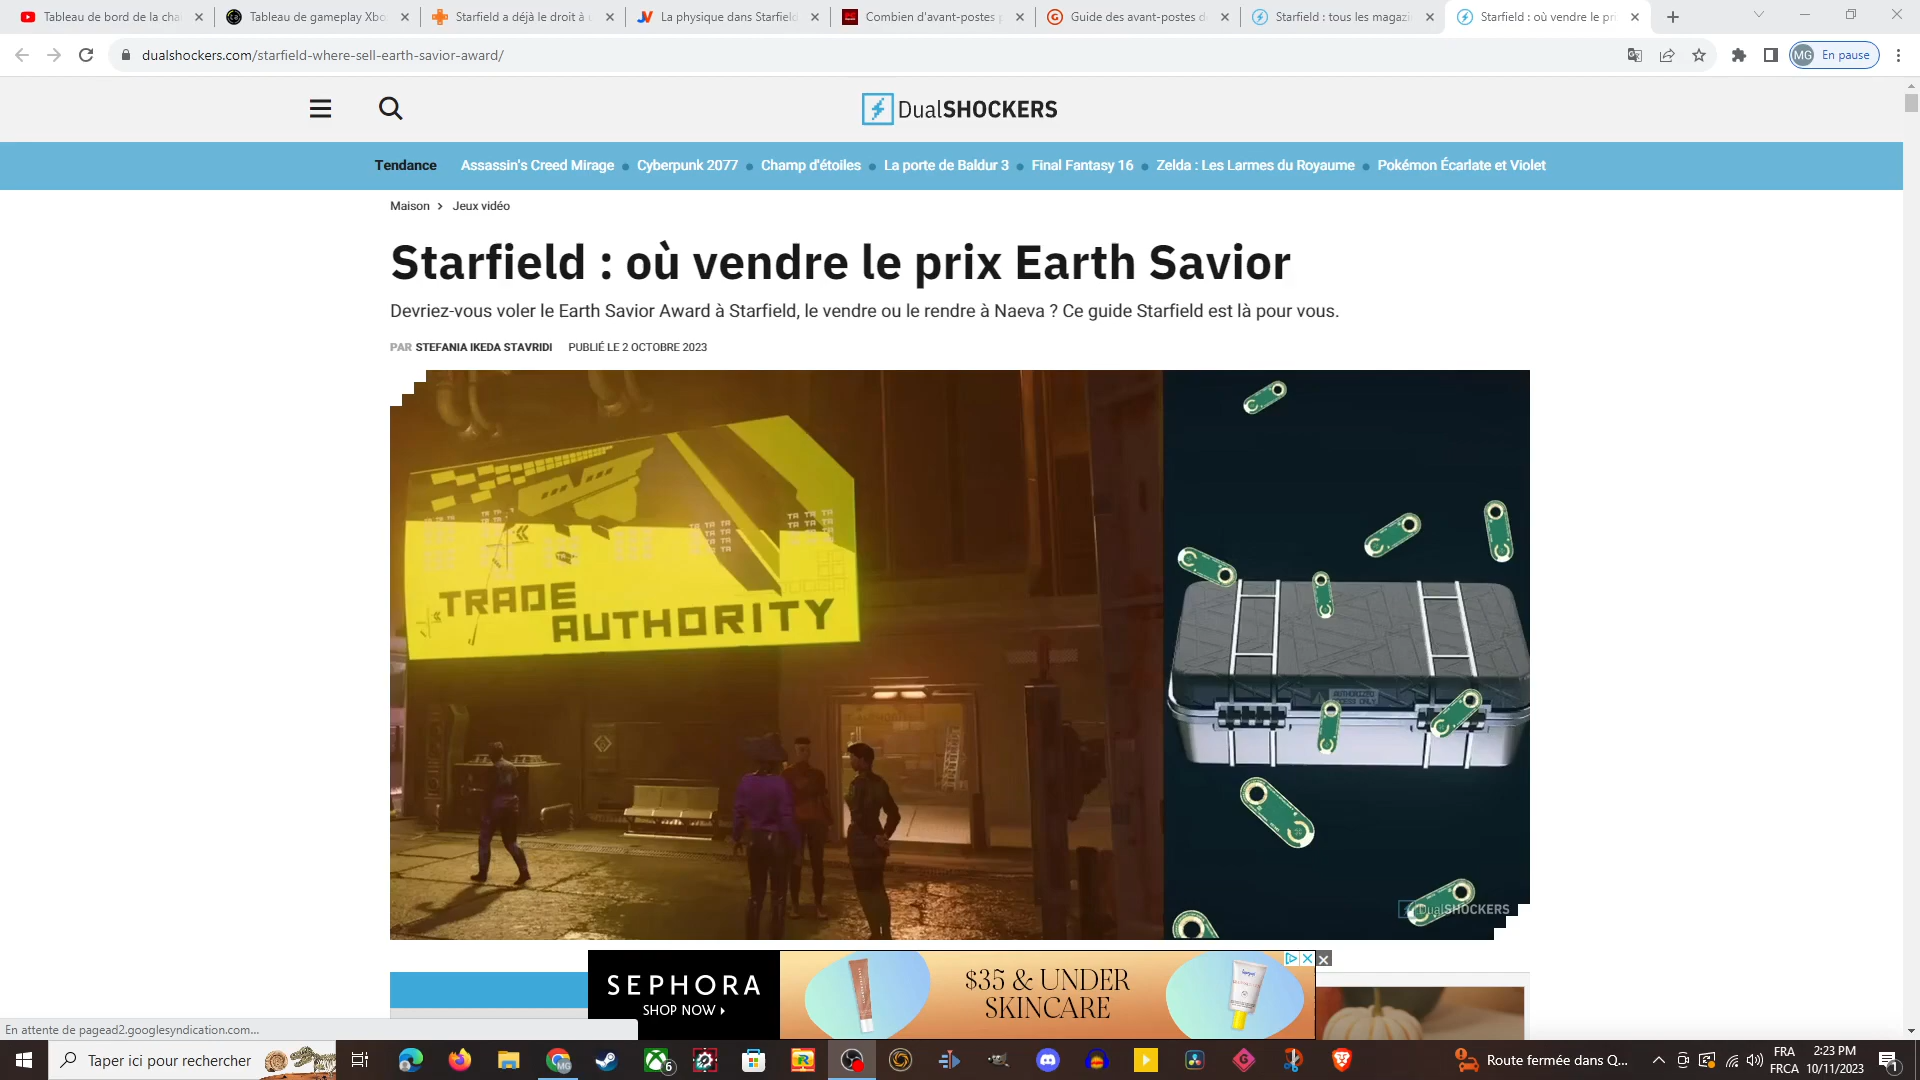 Tableau de bord de la cha
Tableau de gameplay Xbo
Starfield a déjà le droit à u
La physique dans Starfield
Combien d'avant-postes p
Guide des avant-postes d
Starfield : tous les magazi
Starfield : où vendre le pri
dualshockers.com/starfield-where-sell-earth-savior-award/
MG
En pause
DualSHOCKERS
Tendance
Assassin's Creed Mirage
Cyberpunk 2077
Champ d'étoiles
La porte de Baldur 3
Final Fantasy 16
Zelda : Les Larmes du Royaume
Pokémon Écarlate et Violet
Maison > Jeux vidéo
Starfield : où vendre le prix Earth Savior
Devriez-vous voler le Earth Savior Award à Starfield, le vendre ou le rendre à Naeva ? Ce guide Starfield est là pour vous.
PAR STEFANIA IKEDA STAVRIDI PUBLIÉ LE 2 OCTOBRE 2023
TRADE
AUTHORITY
AUTHORIZED
DualSHOCKERS
SEPHORA
SHOP NOW
$35 & UNDER
SKINCARE
En attente de pagead2.googlesyndication.com...
Taper ici pour rechercher
6
Route fermée dans Q...
FRA
FRCA
2:23 PM
10/11/2023
1